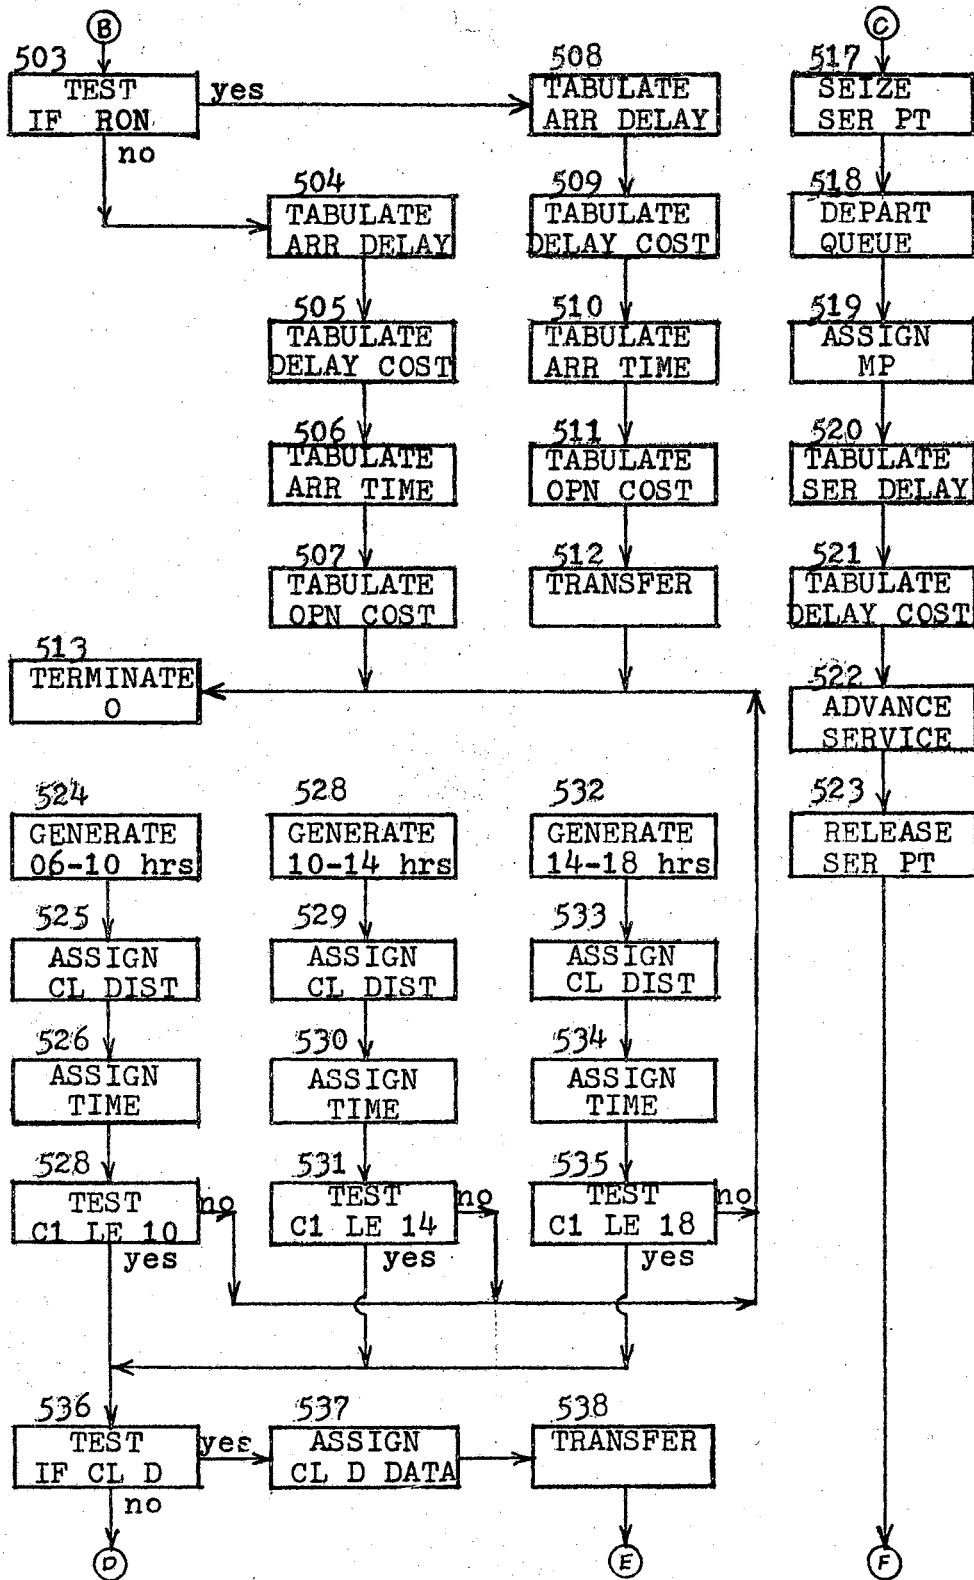 B
503
TEST
IF RON
yes
no
504
TABULATE
ARR DELAY
505
TABULATE
DELAY COST
506
TABULATE
ARR TIME
507
TABULATE
OPN COST
508
TABULATE
ARR DELAY
509
TABULATE
DELAY COST
510
TABULATE
ARR TIME
511
TABULATE
OPN COST
512
TRANSFER
513
TERMINATE
0
C
517
SEIZE
SER PT
518
DEPART
QUEUE
519
ASSIGN
MP
520
TABULATE
SER DELAY
521
TABULATE
DELAY COST
522
ADVANCE
SERVICE
523
RELEASE
SER PT
524
GENERATE
06-10 hrs
525
ASSIGN
CL DIST
526
ASSIGN
TIME
528
TEST
C1 LE 10
no
yes
528
GENERATE
10-14 hrs
529
ASSIGN
CL DIST
530
ASSIGN
TIME
531
TEST
C1 LE 14
no
yes
532
GENERATE
14-18 hrs
533
ASSIGN
CL DIST
534
ASSIGN
TIME
535
TEST
C1 LE 18
no
yes
536
TEST
IF CL D
yes
no
537
ASSIGN
CL D DATA
538
TRANSFER
D
E
F